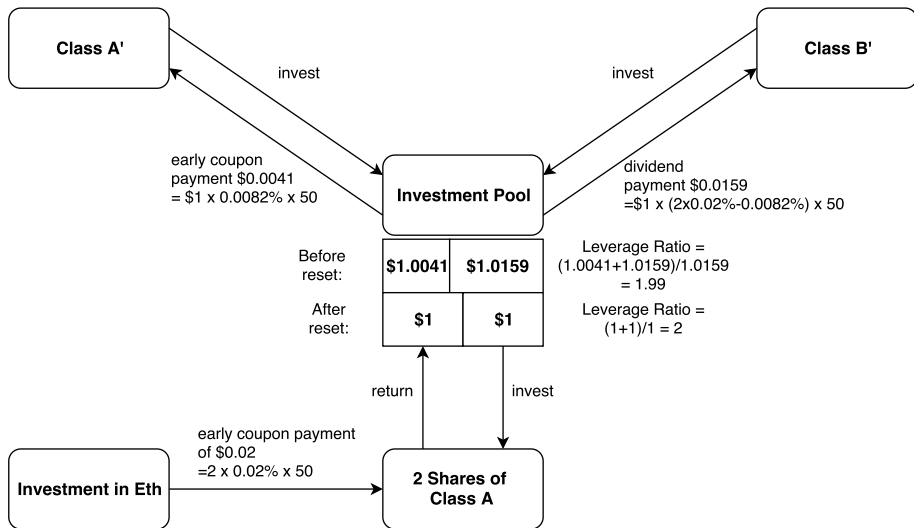 Class A'
Class B'
invest
invest
early coupon
payment $0.0041
= $1 x 0.0082% x 50
dividend
payment $0.0159
=$1 x (2x0.02%-0.0082%) x 50
Investment Pool
Before
reset:
$1.0041
$1.0159
Leverage Ratio =
(1.0041+1.0159)/1.0159
= 1.99
After
reset:
$1
$1
Leverage Ratio =
(1+1)/1 = 2
return
invest
early coupon payment
of $0.02
=2 x 0.02% x 50
Investment in Eth
2 Shares of
Class A